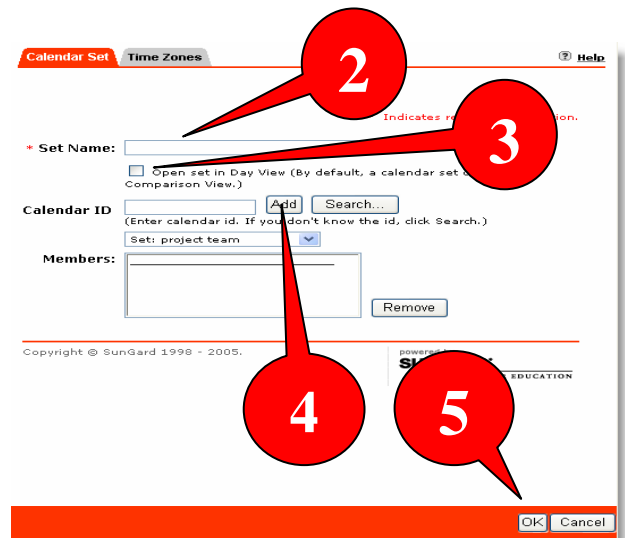 Calendar Set Time Zones Help
2
Indicates
* Set Name:
3
Open set in Day View (By default, a calendar set
Comparison View.)
Calendar ID Add Search...
(Enter calendar id. If you don't know the id, click Search.)
Set: project team
Members:
Remove
Copyright © SunGard 1998 - 2005.
powered
EDUCATION
4
5
OK Cancel